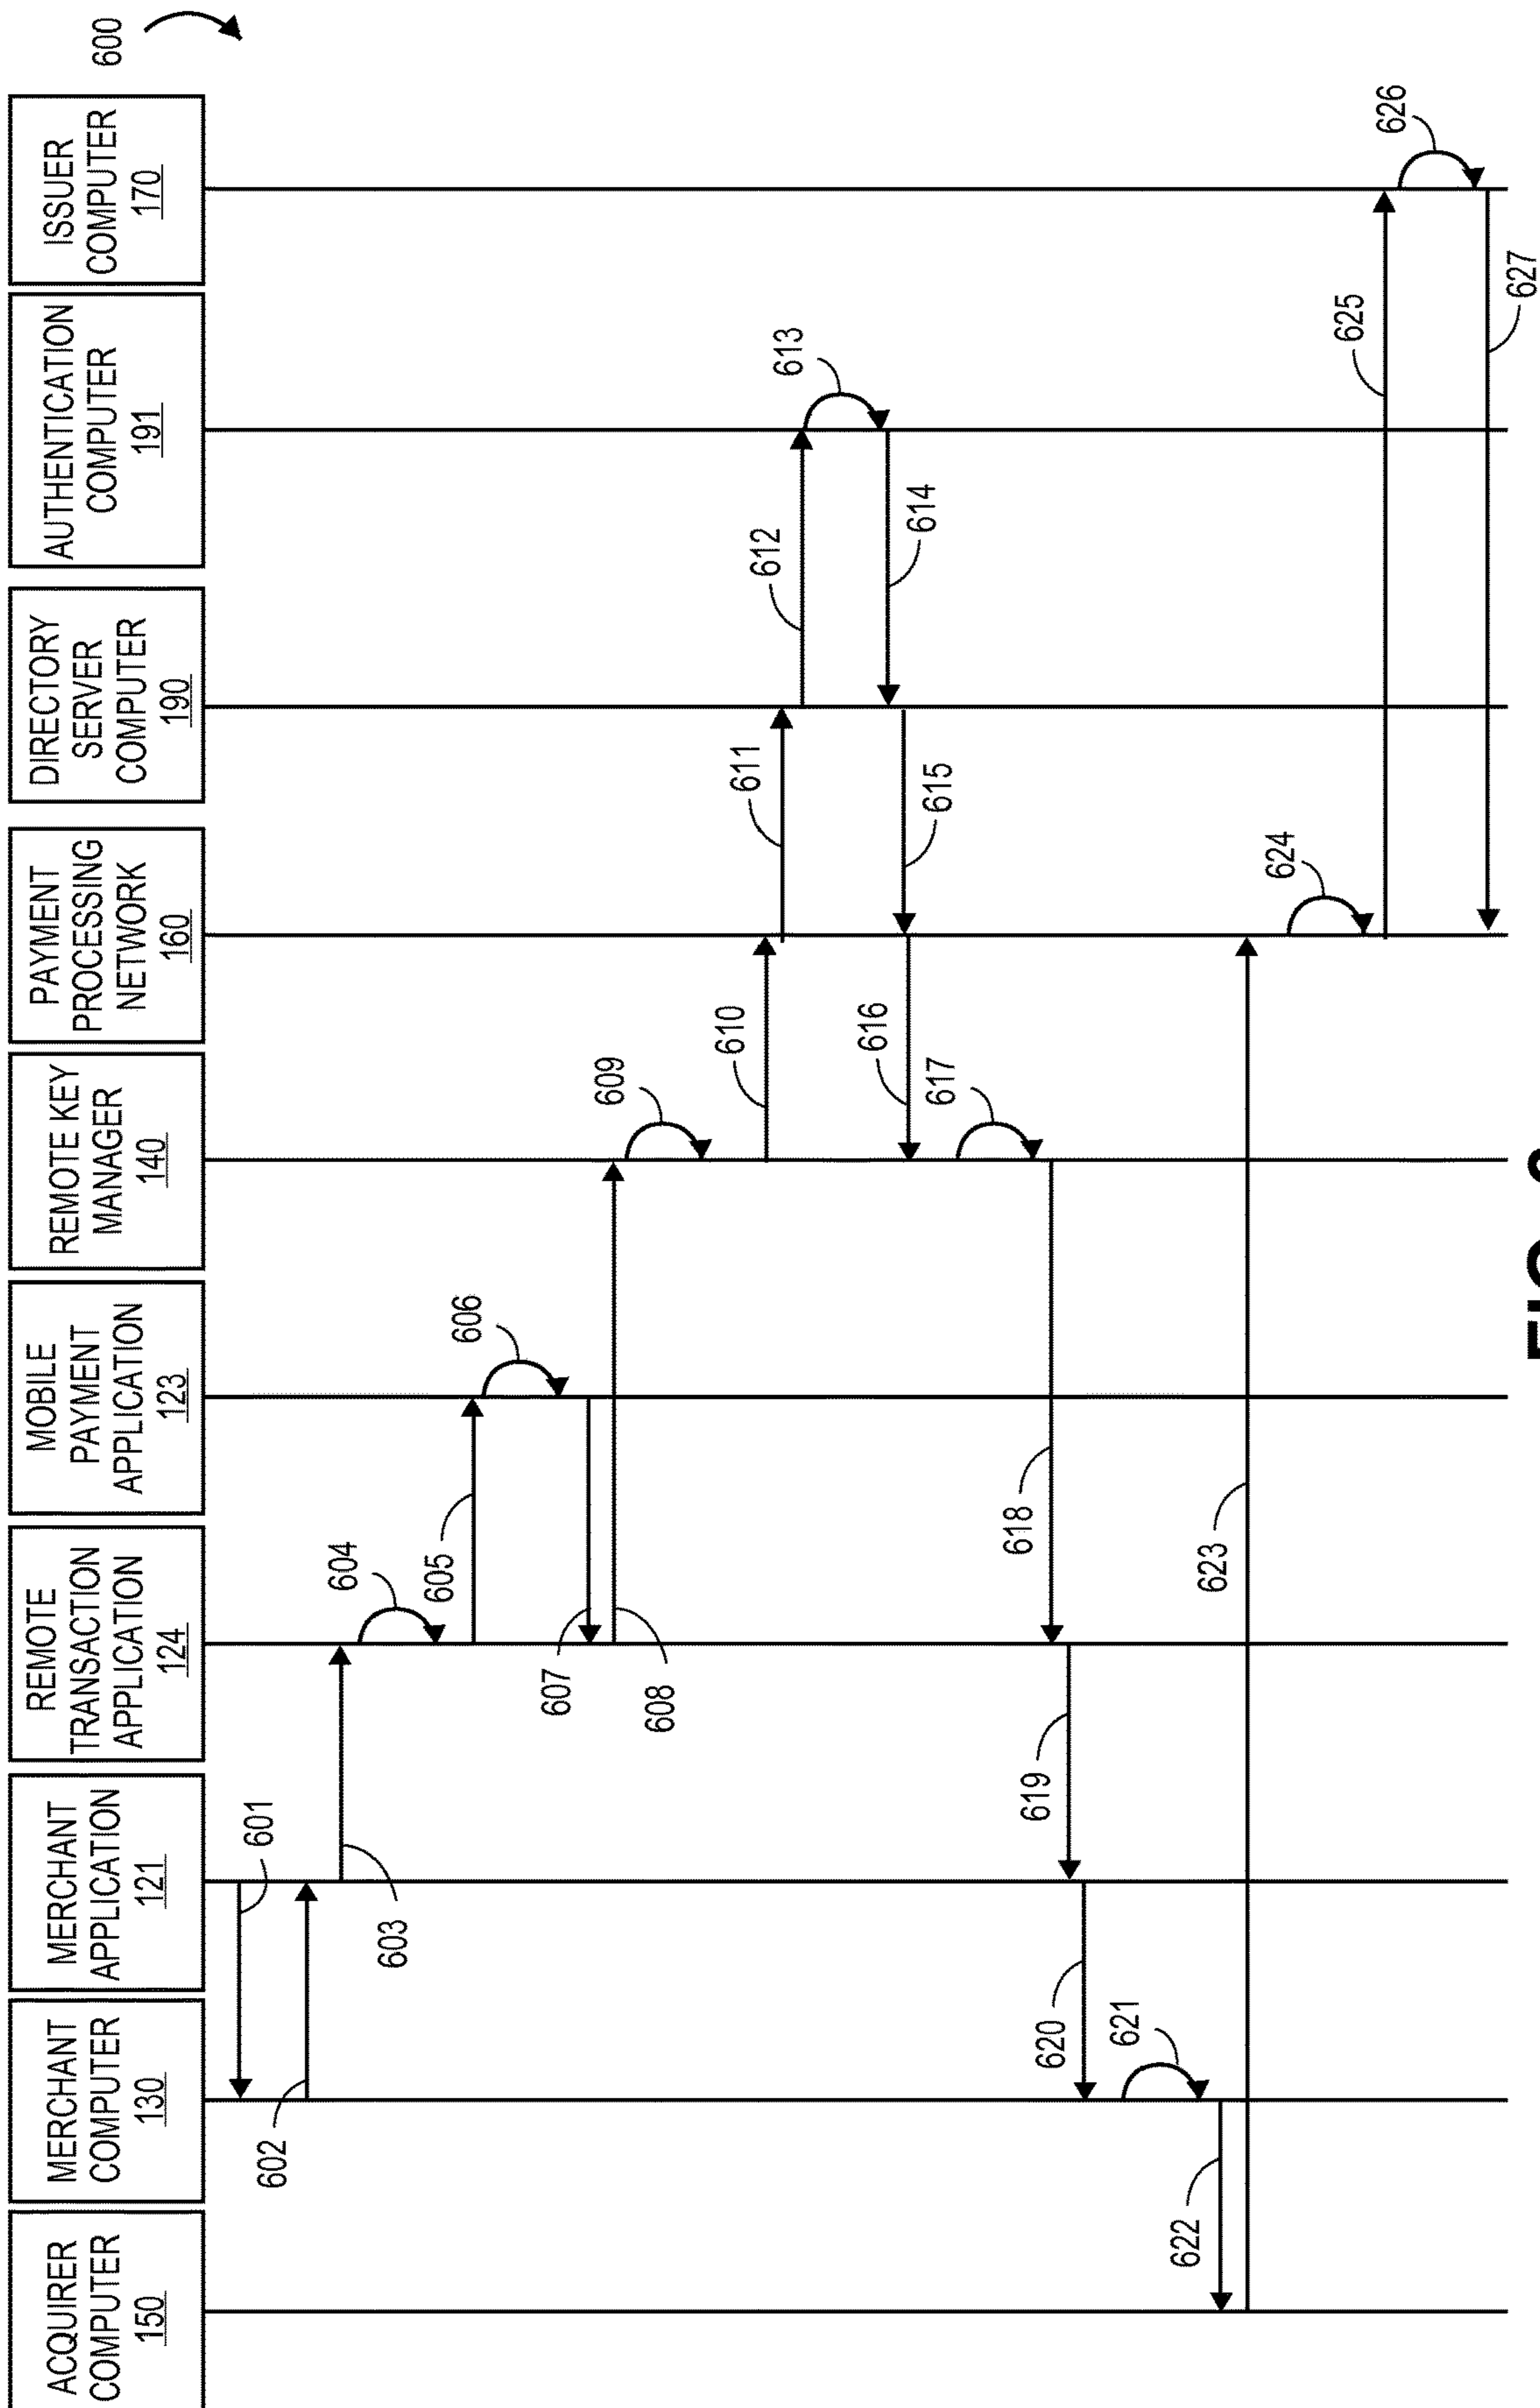 600
ACQUIRER
COMPUTER
150
MERCHANT
COMPUTER
130
MERCHANT
APPLICATION
121
REMOTE
TRANSACTION
APPLICATION
124
MOBILE
PAYMENT
APPLICATION
123
REMOTE KEY
MANAGER
140
PAYMENT
PROCESSING
NETWORK
160
DIRECTORY
SERVER
COMPUTER
190
AUTHENTICATION
COMPUTER
191
ISSUER
COMPUTER
170
601
602
603
604
605
606
607
608
609
610
611
612
613
614
615
616
617
618
619
620
621
622
623
624
625
626
627